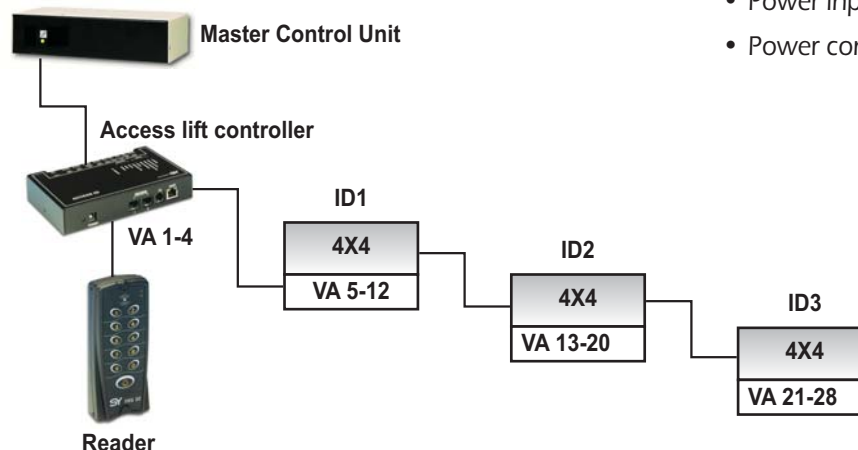 • Power inp
• Power con
Master Control Unit
Access lift controller
VA 1-4
ID1
4X4
VA 5-12
ID2
4X4
VA 13-20
ID3
4X4
VA 21-28
Reader